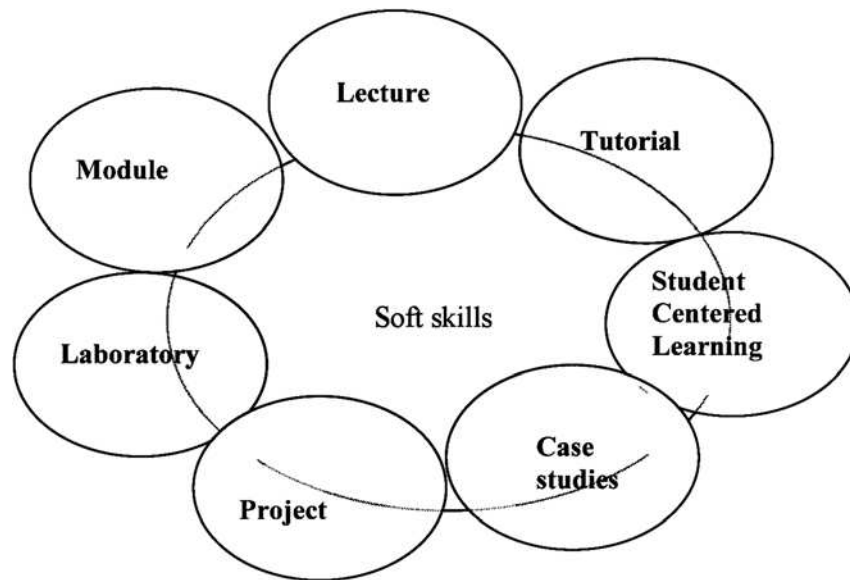 Lecture
Tutorial
Module
Student
Centered
Learning
Soft skills
Laboratory
Case
studies
Project